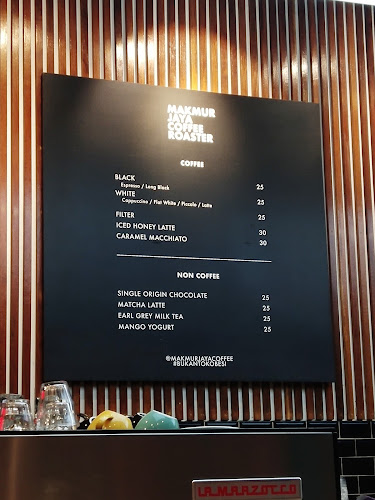 MAKMUR
JAYA
COFFEE
ROASTER
COFFEE
BLACK
Espresso / Long Black 25
WHITE
Cappuccino / Flat White / Piccolo / Latte 25
FILTER 25
ICED HONEY LATTE 30
CARAMEL MACCHIATO 30
NON COFFEE
SINGLE ORIGIN CHOCOLATE 25
MATCHA LATTE 25
EARL GREY MILK TEA 25
MANGO YOGURT 25
@MAKMURJAYACOFFEE
#BUKANTOKOBESI
LA MARZOCCO